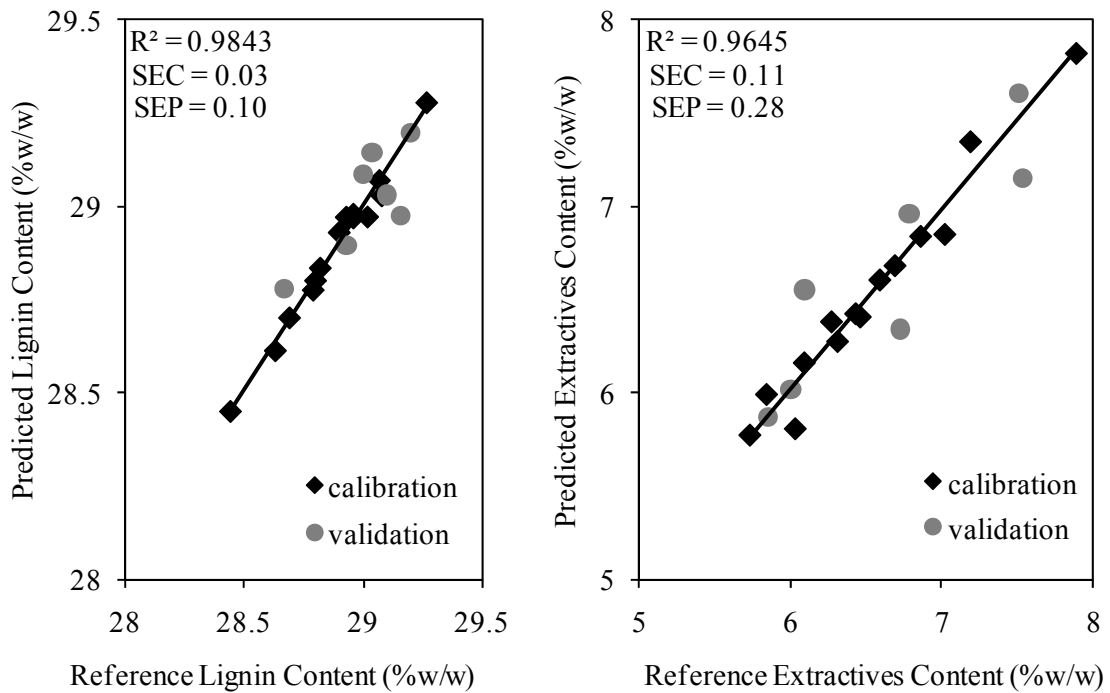 Predicted Lignin Content (%w/w)
29.5
29
28.5
28
R² = 0.9843
SEC = 0.03
SEP = 0.10
calibration
validation
28
28.5
29
29.5
Reference Lignin Content (%w/w)
Predicted Extractives Content (%w/w)
8
7
6
5
R² = 0.9645
SEC = 0.11
SEP = 0.28
calibration
validation
5
6
7
8
Reference Extractives Content (%w/w)